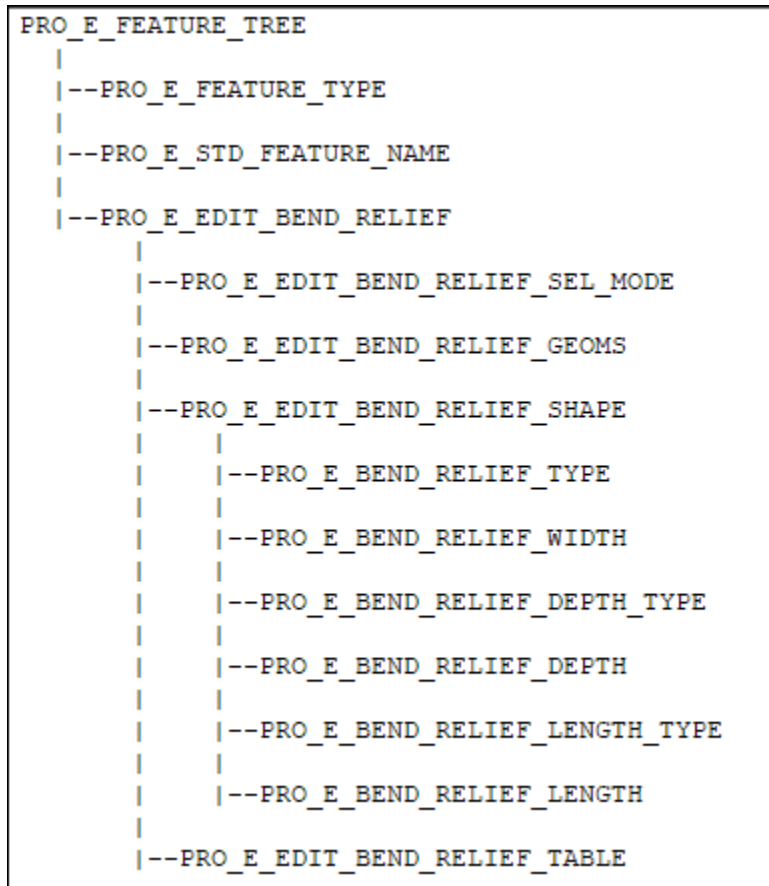 PRO_E_FEATURE_TREE
|
|--PRO_E_FEATURE_TYPE
|
|--PRO_E_STD_FEATURE_NAME
|
|--PRO_E_EDIT_BEND_RELIEF
|
|--PRO_E_EDIT_BEND_RELIEF_SEL_MODE
|
|--PRO_E_EDIT_BEND_RELIEF_GEOMS
|
|--PRO_E_EDIT_BEND_RELIEF_SHAPE
| |
| |--PRO_E_BEND_RELIEF_TYPE
| |
| |--PRO_E_BEND_RELIEF_WIDTH
| |
| |--PRO_E_BEND_RELIEF_DEPTH_TYPE
| |
| |--PRO_E_BEND_RELIEF_DEPTH
| |
| |--PRO_E_BEND_RELIEF_LENGTH_TYPE
| |
| |--PRO_E_BEND_RELIEF_LENGTH
|
|--PRO_E_EDIT_BEND_RELIEF_TABLE